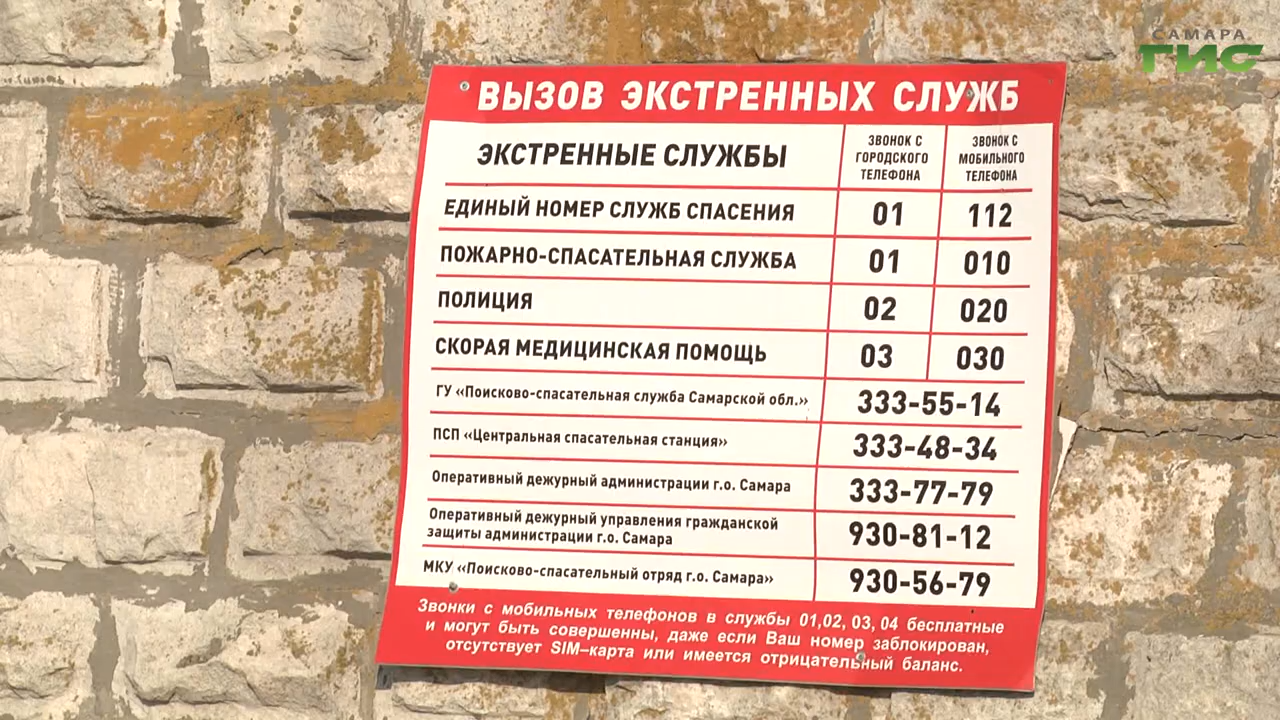 САМАРА
ГИС
ВЫЗОВ ЭКСТРЕННЫХ СЛУЖБ
ЭКСТРЕННЫЕ СЛУЖБЫ
ЗВОНОК С
ГОРОДСКОГО
ТЕЛЕФОНА
ЗВОНОК С
МОБИЛЬНОГО
ТЕЛЕФОНА
ЕДИНЫЙ НОМЕР СЛУЖБ СПАСЕНИЯ 01 112
ПОЖАРНО-СПАСАТЕЛЬНАЯ СЛУЖБА 01 010
ПОЛИЦИЯ 02 020
СКОРАЯ МЕДИЦИНСКАЯ ПОМОЩЬ 03 030
ГУ «Поисково-спасательная служба Самарской обл.» 333-55-14
ПСП «Центральная спасательная станция» 333-48-34
Оперативный дежурный администрации г.о. Самара 333-77-79
Оперативный дежурный управления гражданской
защиты администрации г.о. Самара 930-81-12
МКУ «Поисково-спасательный отряд г.о. Самара» 930-56-79
Звонки с мобильных телефонов в службы 01,02, 03, 04 бесплатные
и могут быть совершенны, даже если Ваш номер заблокирован,
отсутствует SIM–карта или имеется отрицательный баланс.